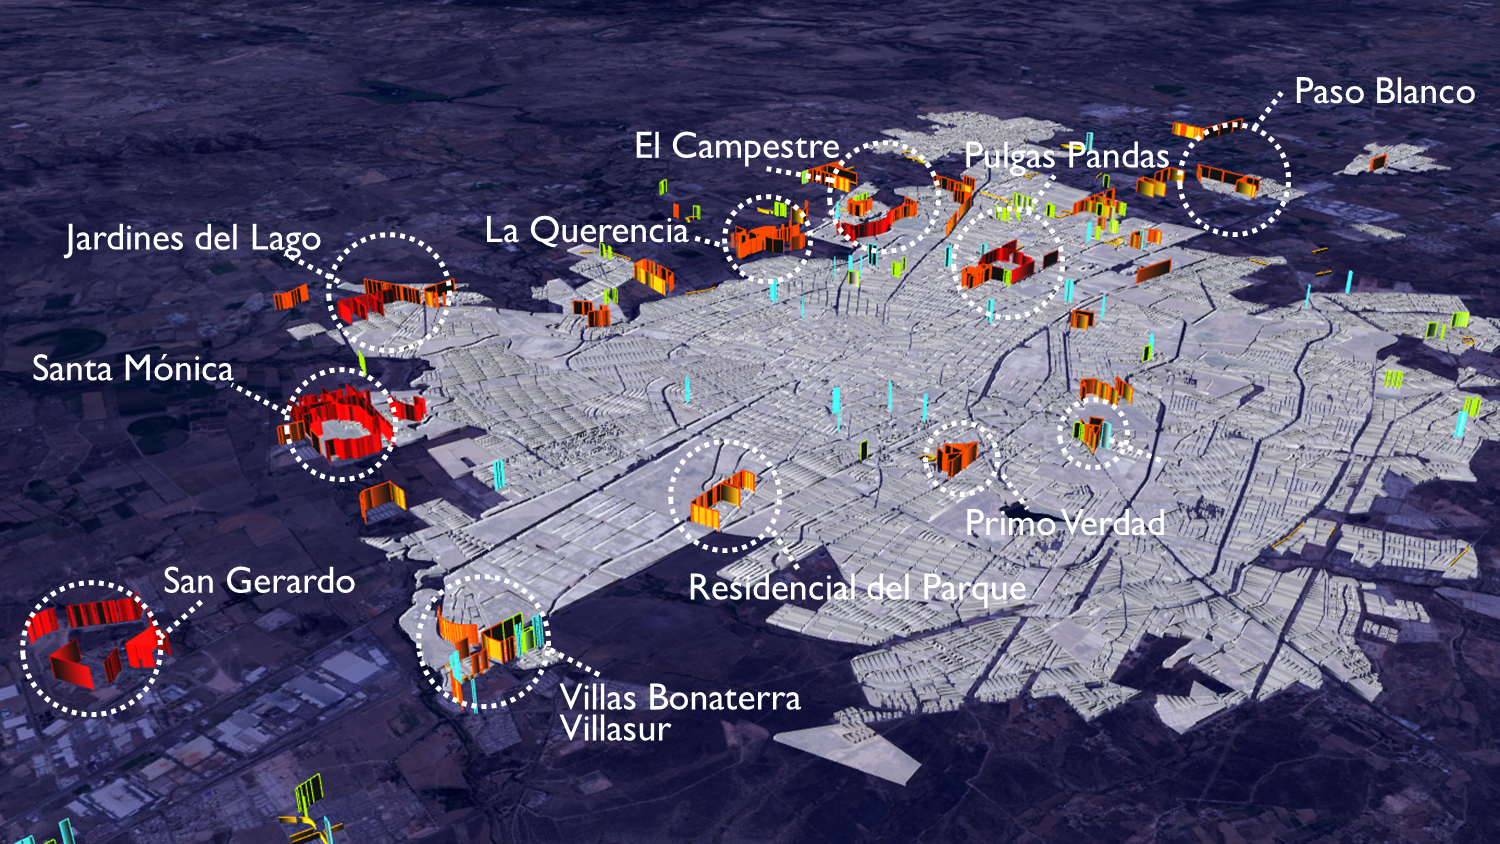 Paso Blanco
El Campestre
Pulgas Pandas
La Querencia
Jardines del Lago
Santa Mónica
Primo Verdad
San Gerardo
Residencial del Parque
Villas Bonaterra
Villasur